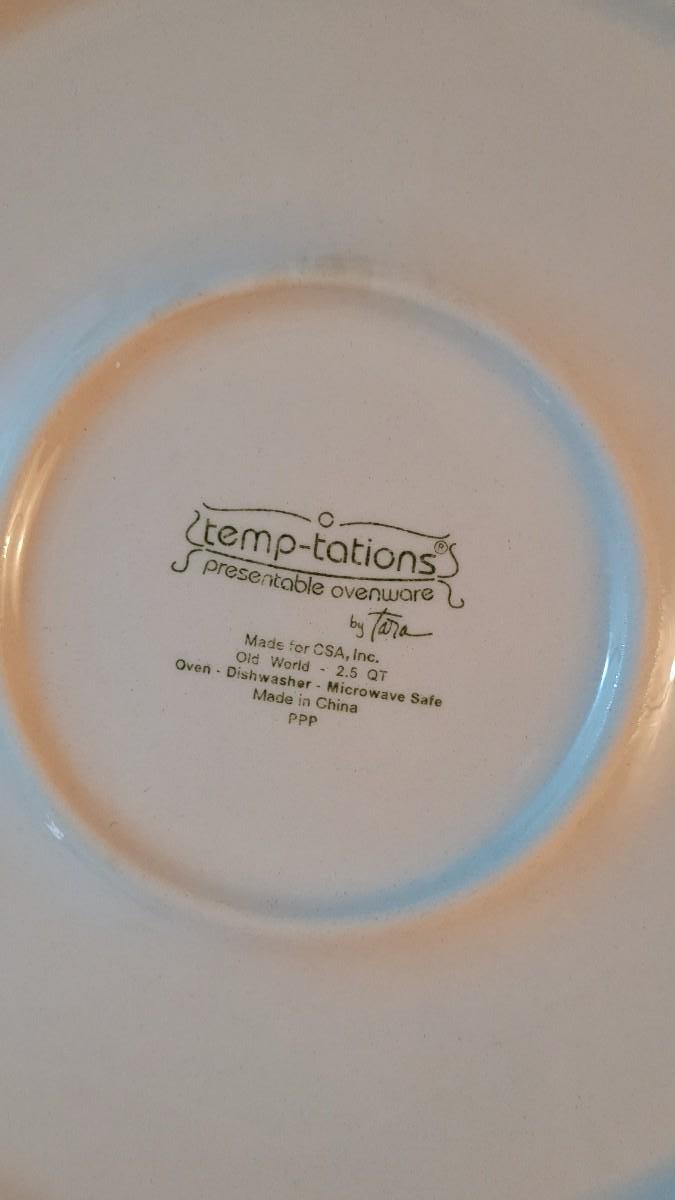 temp-tations®
presentable ovenware
by Tara
Made for CSA, Inc.
Old World - 2.5 QT
Oven - Dishwasher - Microwave Safe
Made in China
PPP